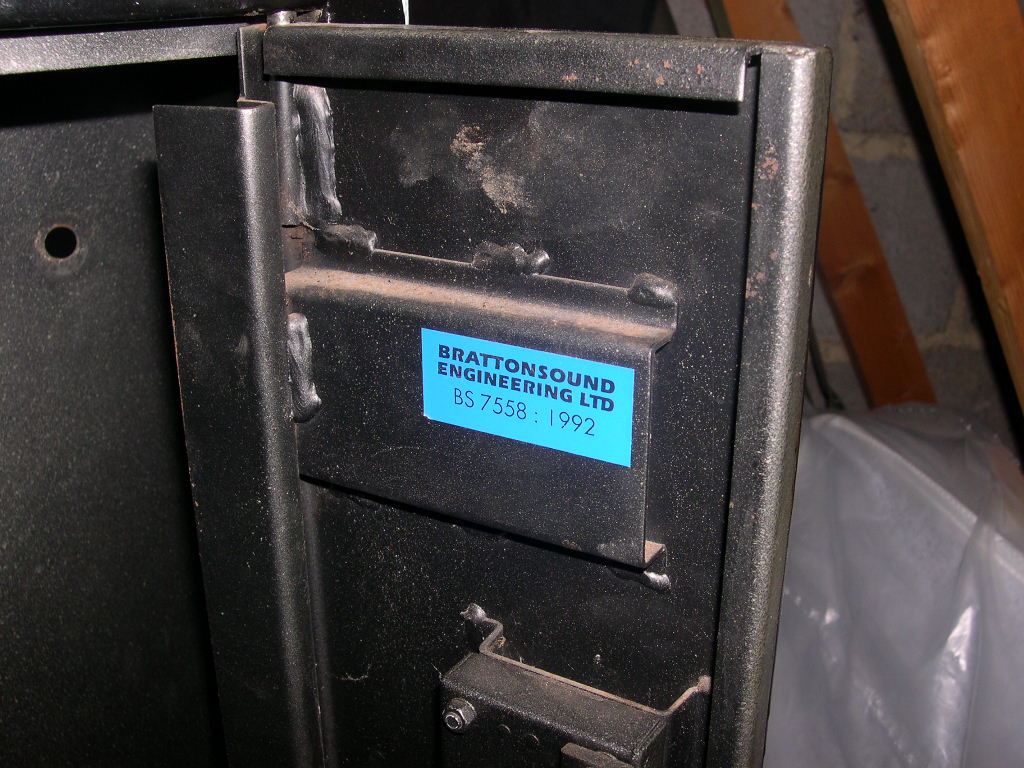 BRATTONSOUND
ENGINEERING LTD
BS 7558 : 1992